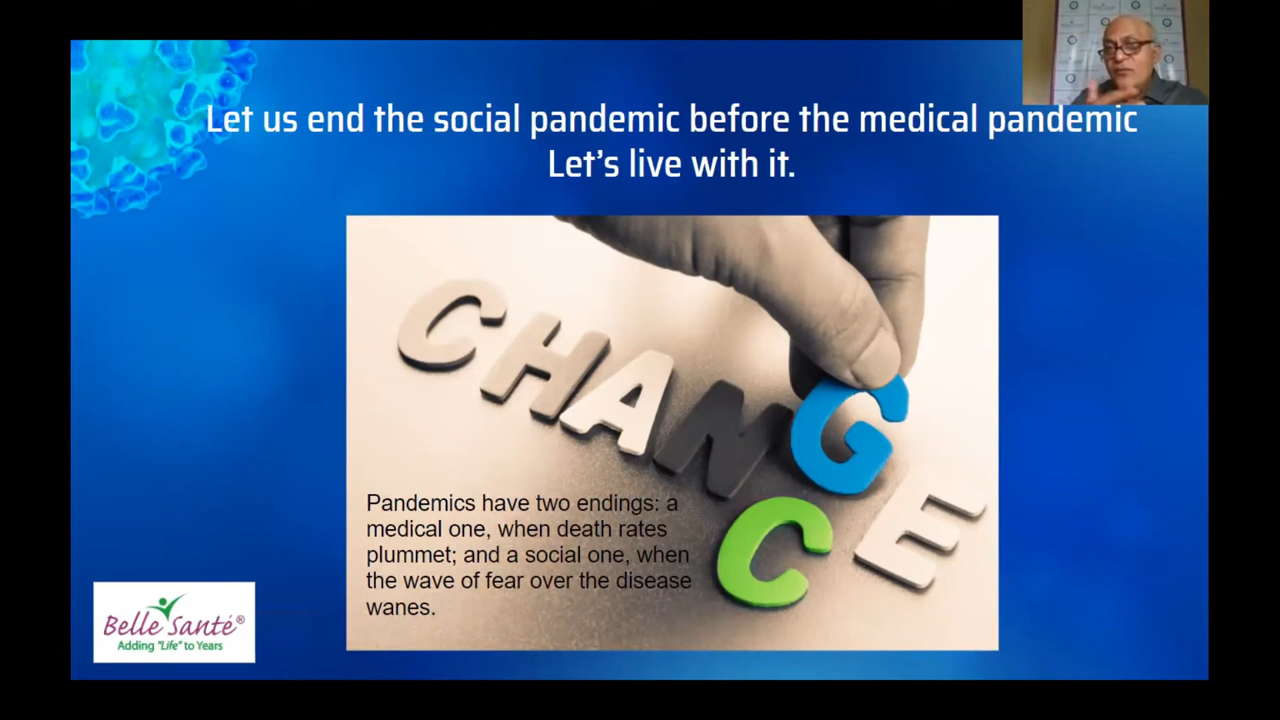 Let us end the social pandemic before the medical pandemic
Let's live with it.
CHANGE
C
Pandemics have two endings: a
medical one, when death rates
plummet; and a social one, when
the wave of fear over the disease
wanes.
Belle Santé®
Adding "Life" to Years